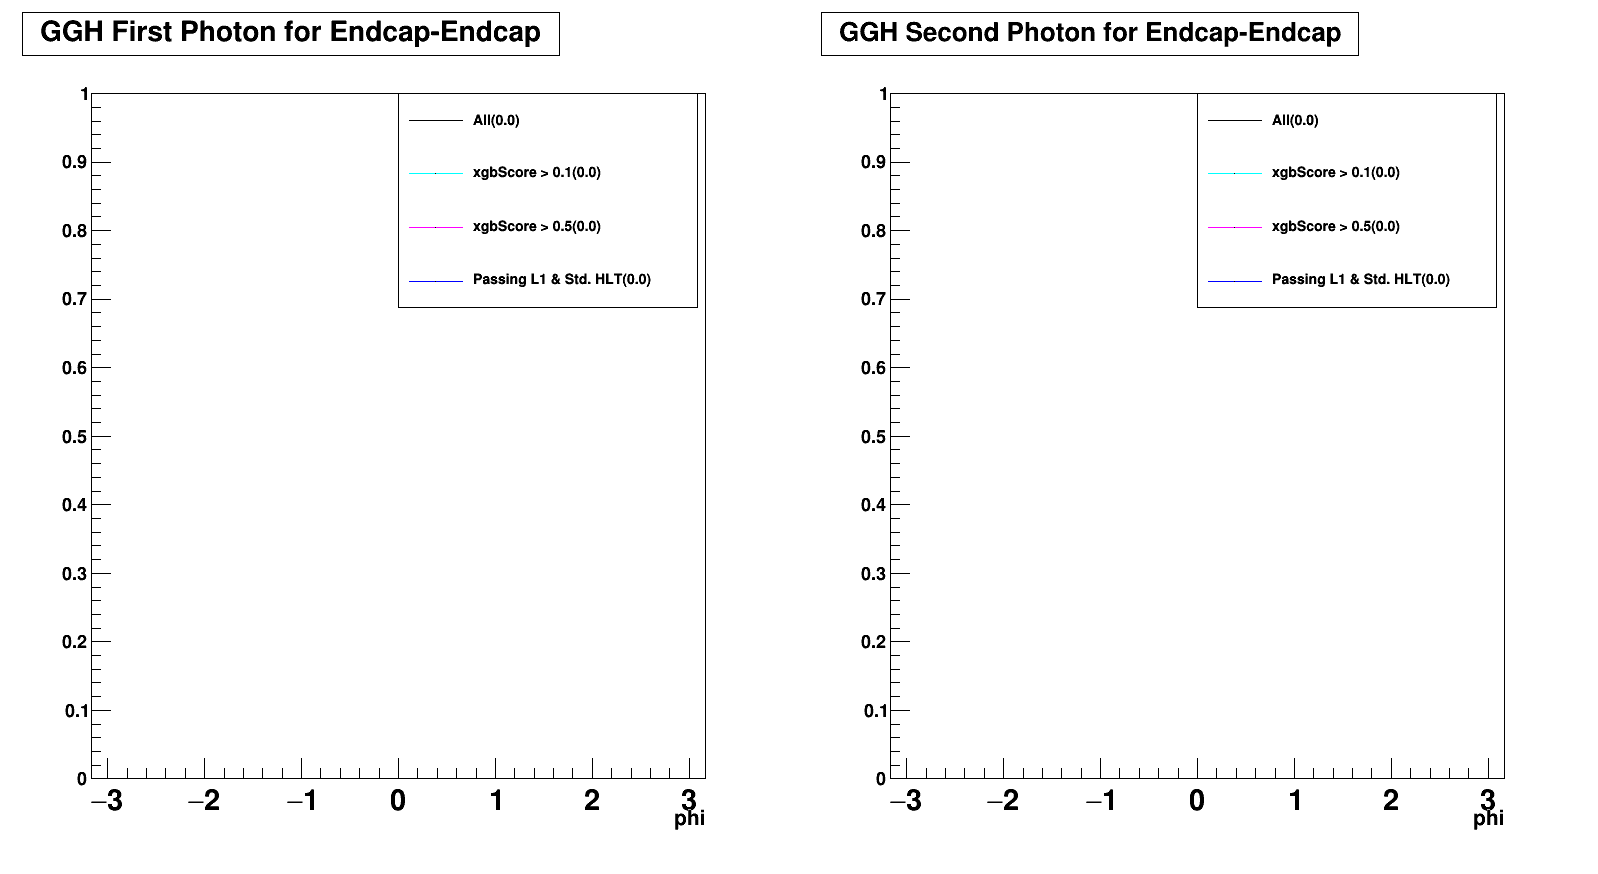 GGH First Photon for Endcap-Endcap
1
0.9
0.8
0.7
0.6
0.5
0.4
0.3
0.2
0.1
0
All(0.0)
xgbScore > 0.1(0.0)
xgbScore > 0.5(0.0)
Passing L1 & Std. HLT(0.0)
−3 −2 −1 0 1 2 3
phi
GGH Second Photon for Endcap-Endcap
1
0.9
0.8
0.7
0.6
0.5
0.4
0.3
0.2
0.1
0
All(0.0)
xgbScore > 0.1(0.0)
xgbScore > 0.5(0.0)
Passing L1 & Std. HLT(0.0)
−3 −2 −1 0 1 2 3
phi